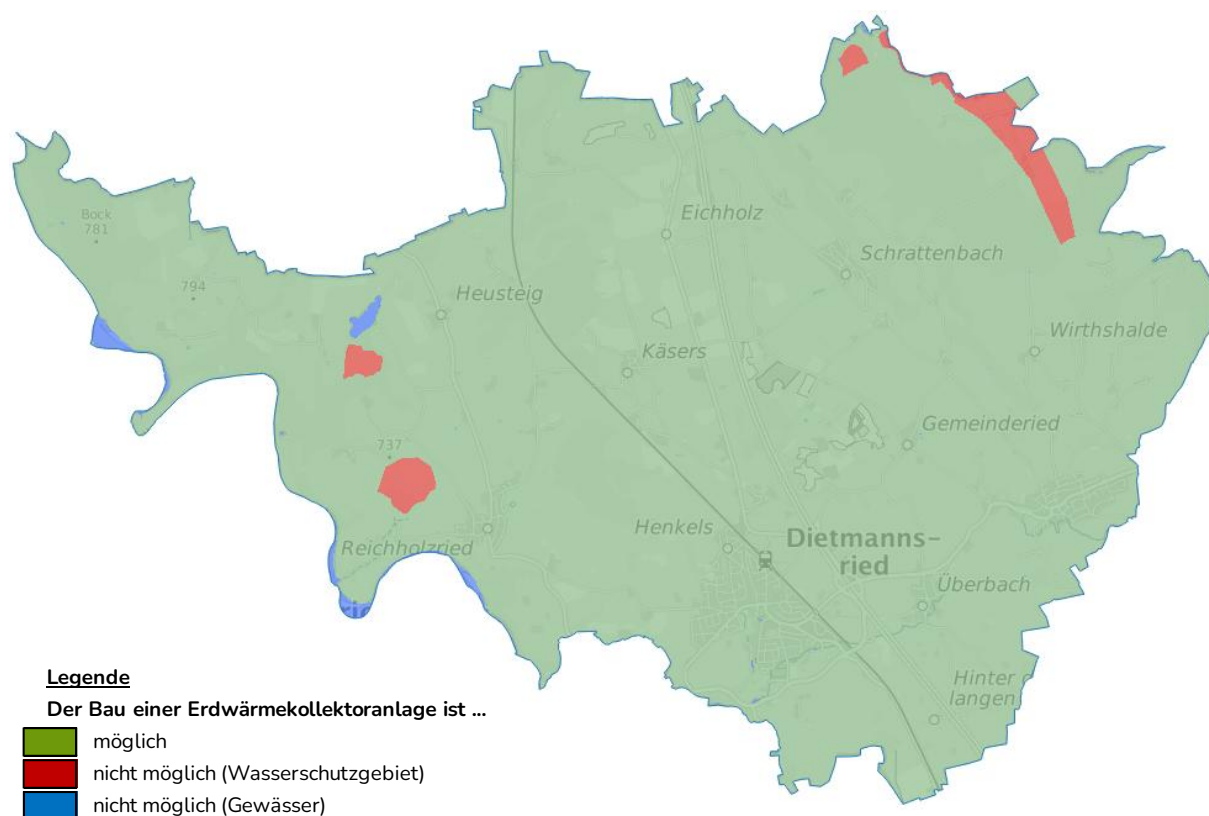 Bock
781
Eichholz
Schrattenbach
794
Heusteig
Wirthshalde
Käsers
Gemeinderied
737
Henkels
Dietmanns-
ried
Reichholzried
Überbach
Hinter
langen
Legende
Der Bau einer Erdwärmekollektoranlage ist ...
möglich
nicht möglich (Wasserschutzgebiet)
nicht möglich (Gewässer)